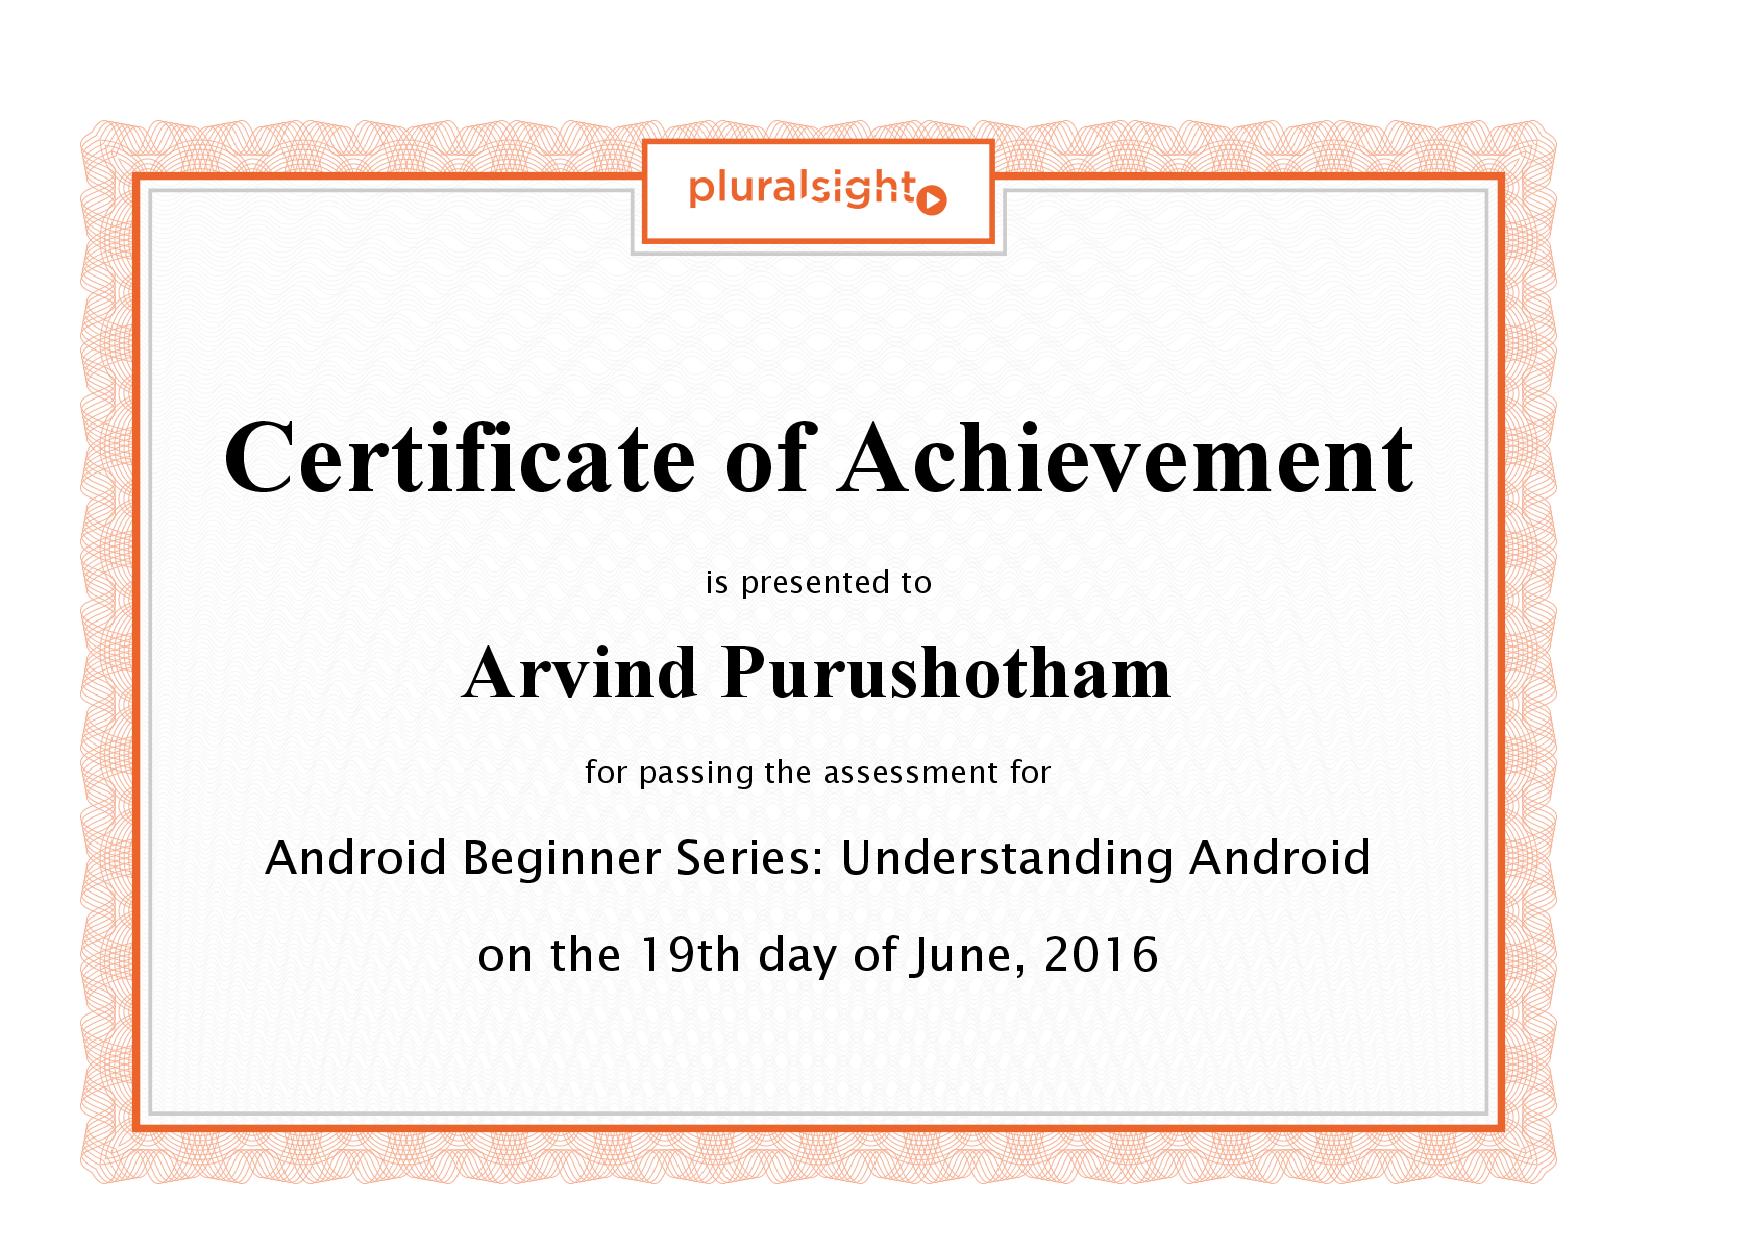 pluralsight
Certificate of Achievement
is presented to
Arvind Purushotham
for passing the assessment for
Android Beginner Series: Understanding Android
on the 19th day of June, 2016